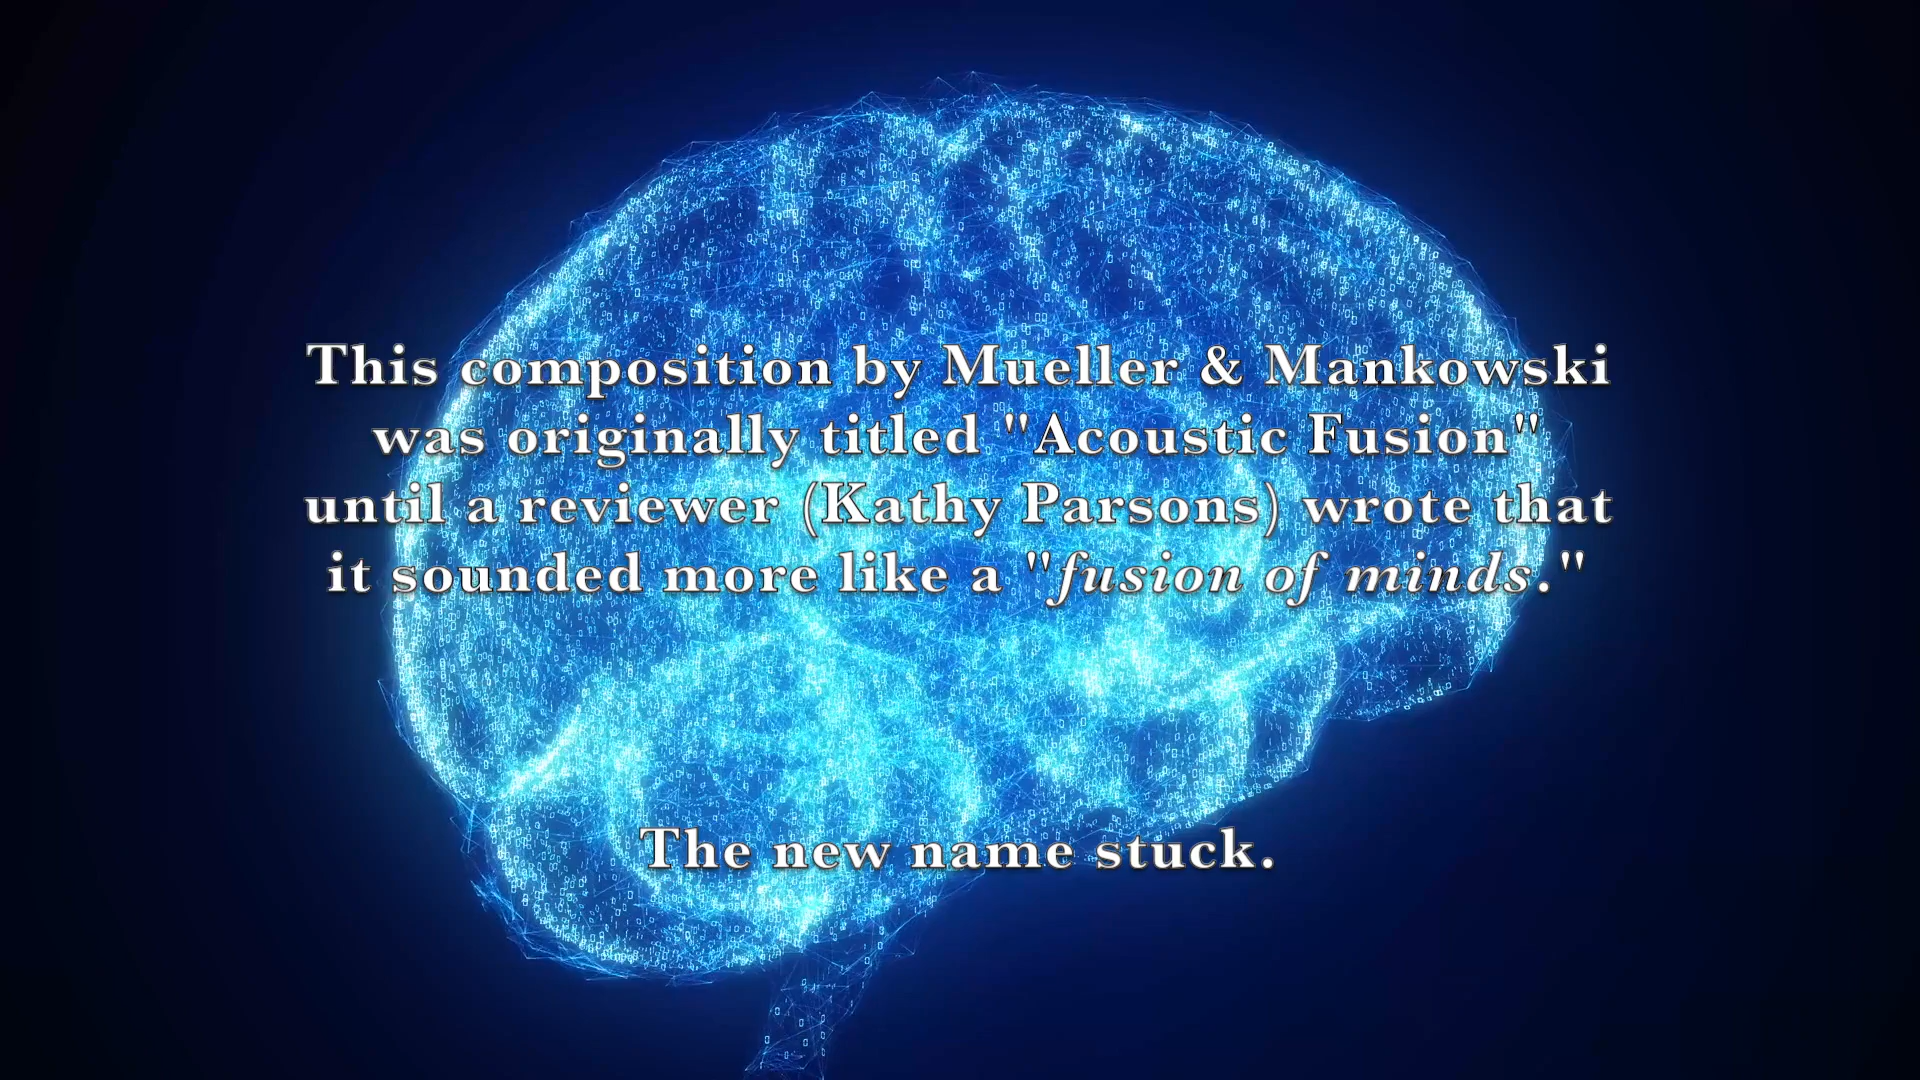 This composition by Mueller & Mankowski
was originally titled "Acoustic Fusion"
until a reviewer (Kathy Parsons) wrote that
it sounded more like a "fusion of minds."
The new name stuck.